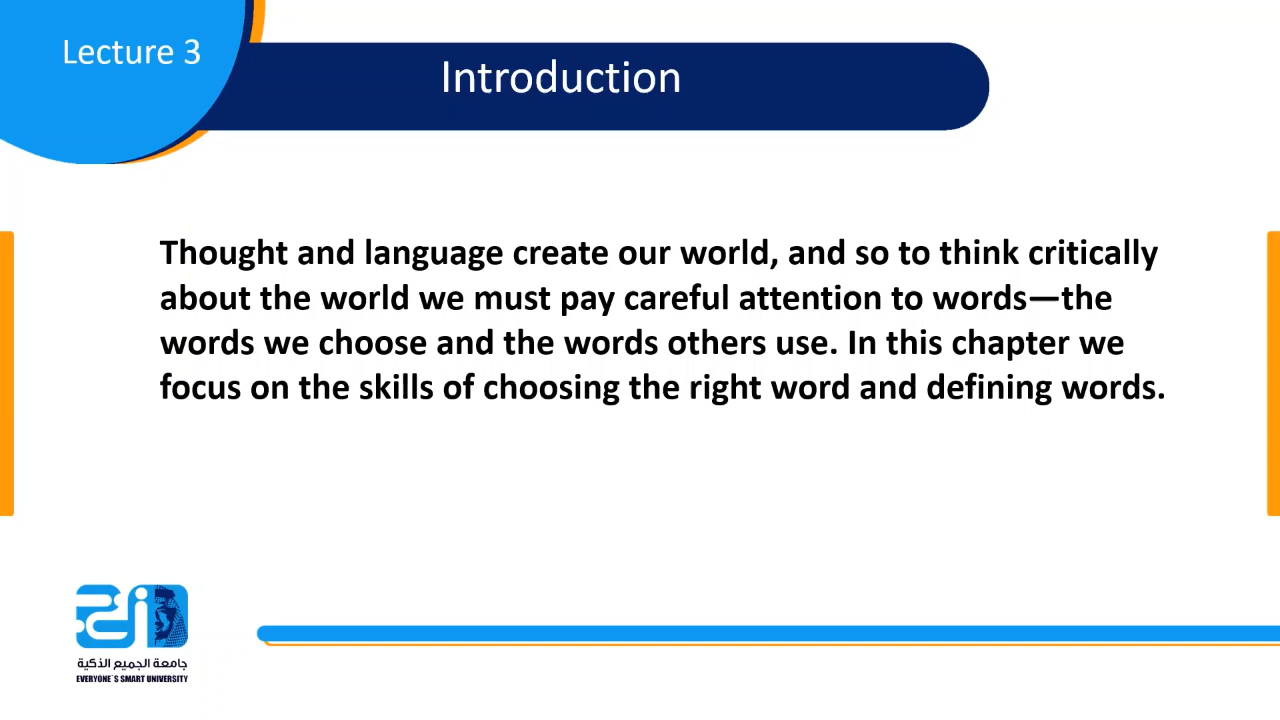 Lecture 3
Introduction
Thought and language create our world, and so to think critically
about the world we must pay careful attention to words—the
words we choose and the words others use. In this chapter we
focus on the skills of choosing the right word and defining words.
جامعة الجميع الذكية
EVERYONE`S SMART UNIVERSITY